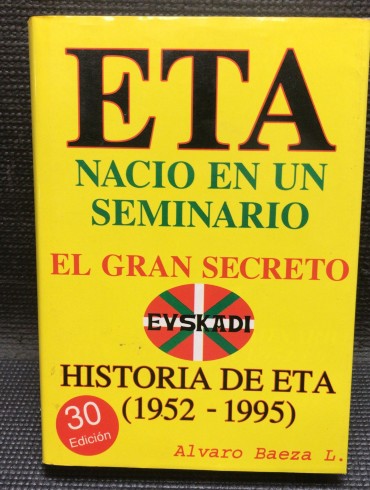 ETA
NACIO EN UN
SEMINARIO
EL GRAN SECRETO
EVSKADI
HISTORIA DE ETA
(1952 - 1995)
30
Edición
Alvaro Baeza L.